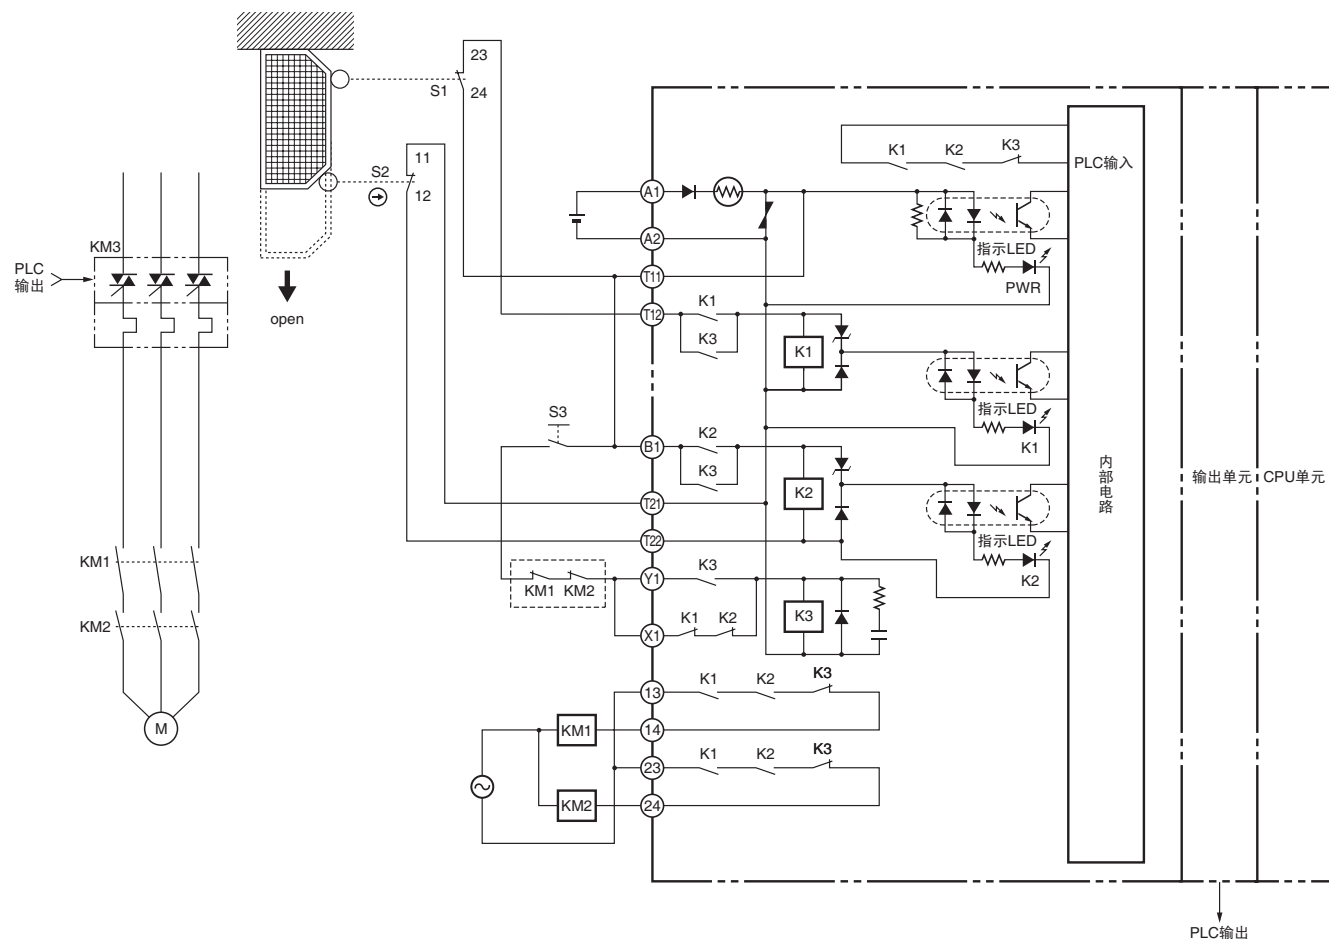 23
S1
24
11
S2
12
K1
K2
K3
PLC输入
A1
A2
KM3
PLC
输出
指示LED
PWR
T11
T12
open
K1
K3
K1
指示LED
K1
S3
B1
K2
K3
K2
内部电路
输出单元
CPU单元
T21
T22
指示LED
K2
KM1
KM2
KM1
KM2
Y1
K3
K3
X1
K1
K2
M
13
K1
K2
K3
KM1
14
23
K1
K2
K3
KM2
24
PLC输出